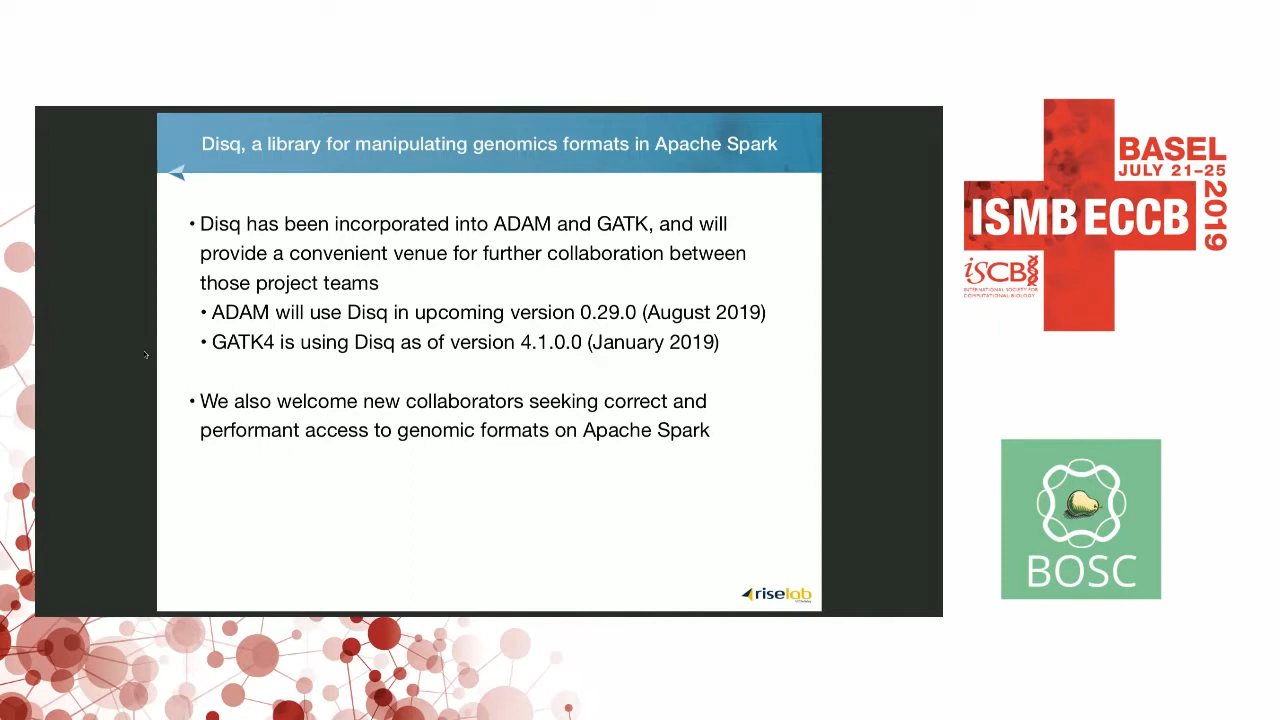 Disq, a library for manipulating genomics formats in Apache Spark
• Disq has been incorporated into ADAM and GATK, and will
provide a convenient venue for further collaboration between
those project teams
• ADAM will use Disq in upcoming version 0.29.0 (August 2019)
• GATK4 is using Disq as of version 4.1.0.0 (January 2019)
• We also welcome new collaborators seeking correct and
performant access to genomic formats on Apache Spark
riselab
BASEL
JULY 21–25
2019
ISMB ECCB
iSCB
INTERNATIONAL SOCIETY FOR
COMPUTATIONAL BIOLOGY
BOSC